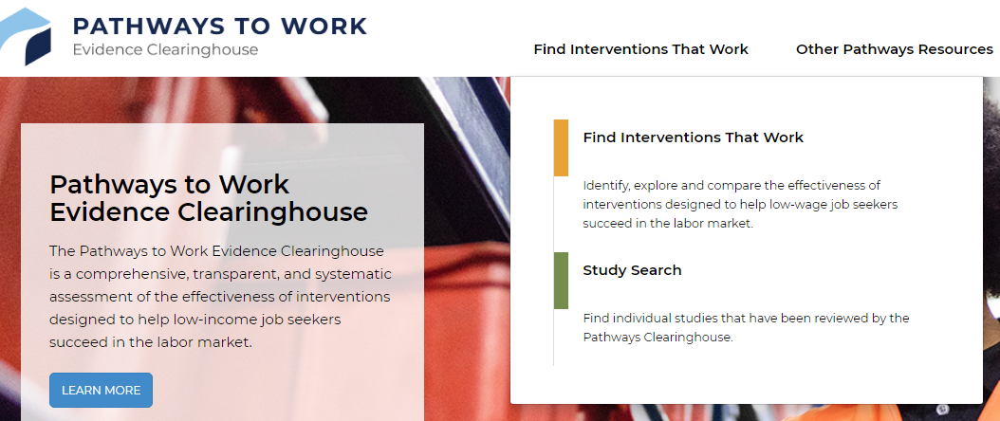 PATHWAYS TO WORK
Evidence Clearinghouse
Find Interventions That Work
Other Pathways Resources
Pathways to Work
Evidence Clearinghouse
The Pathways to Work Evidence Clearinghouse
is a comprehensive, transparent, and systematic
assessment of the effectiveness of interventions
designed to help low-income job seekers
succeed in the labor market.
LEARN MORE
Find Interventions That Work
Identify, explore and compare the effectiveness of
interventions designed to help low-wage job seekers
succeed in the labor market.
Study Search
Find individual studies that have been reviewed by the
Pathways Clearinghouse.